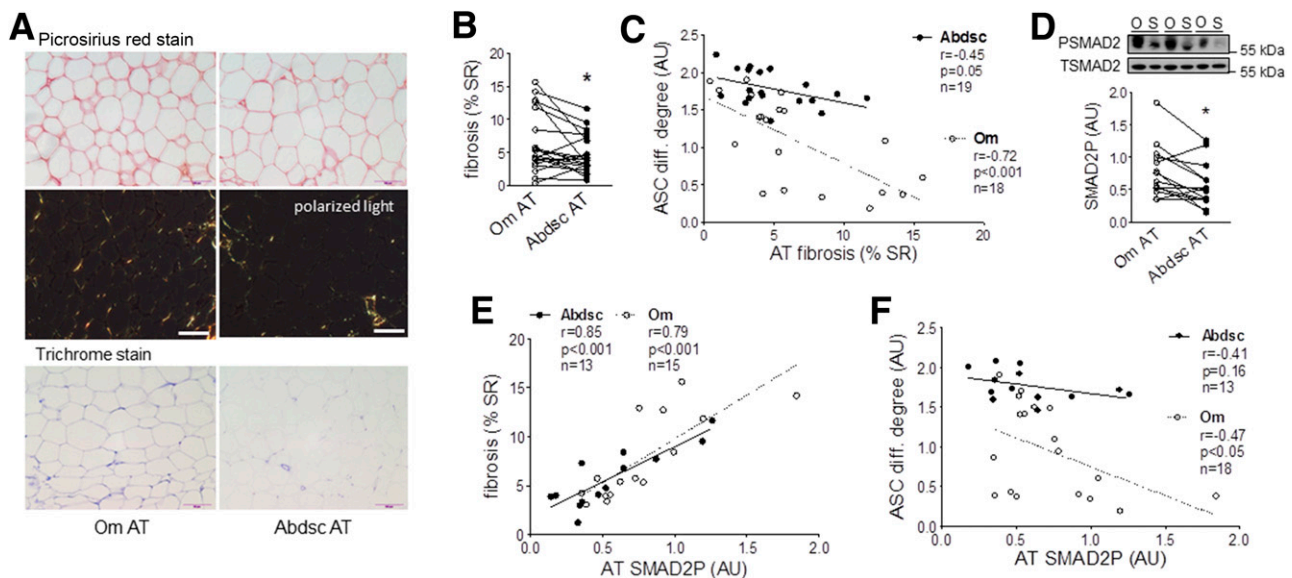 A
Picrosirius red stain
polarized light
Trichrome stain
Om AT
Abdsc AT
B
fibrosis (% SR)
20
15
10
5
0
*
Om AT
Abdsc AT
C
ASC diff. degree (AU)
2.5
2.0
1.5
1.0
0.5
0.0
0
5
10
15
20
AT fibrosis (% SR)
Abdsc
r=-0.45
p=0.05
n=19
Om
r=-0.72
p<0.001
n=18
D
O S O S O S
PSMAD2
55 kDa
TSMAD2
55 kDa
SMAD2P (AU)
2.0
1.5
1.0
0.5
0.0
*
Om AT
Abdsc AT
E
Abdsc Om
r=0.85 r=0.79
p<0.001 p<0.001
n=13 n=15
fibrosis (% SR)
20
15
10
5
0
0.0
0.5
1.0
1.5
2.0
AT SMAD2P (AU)
F
ASC diff. degree (AU)
2.5
2.0
1.5
1.0
0.5
0.0
0.0
0.5
1.0
1.5
2.0
AT SMAD2P (AU)
Abdsc
r=-0.41
p=0.16
n=13
Om
r=-0.47
p<0.05
n=18